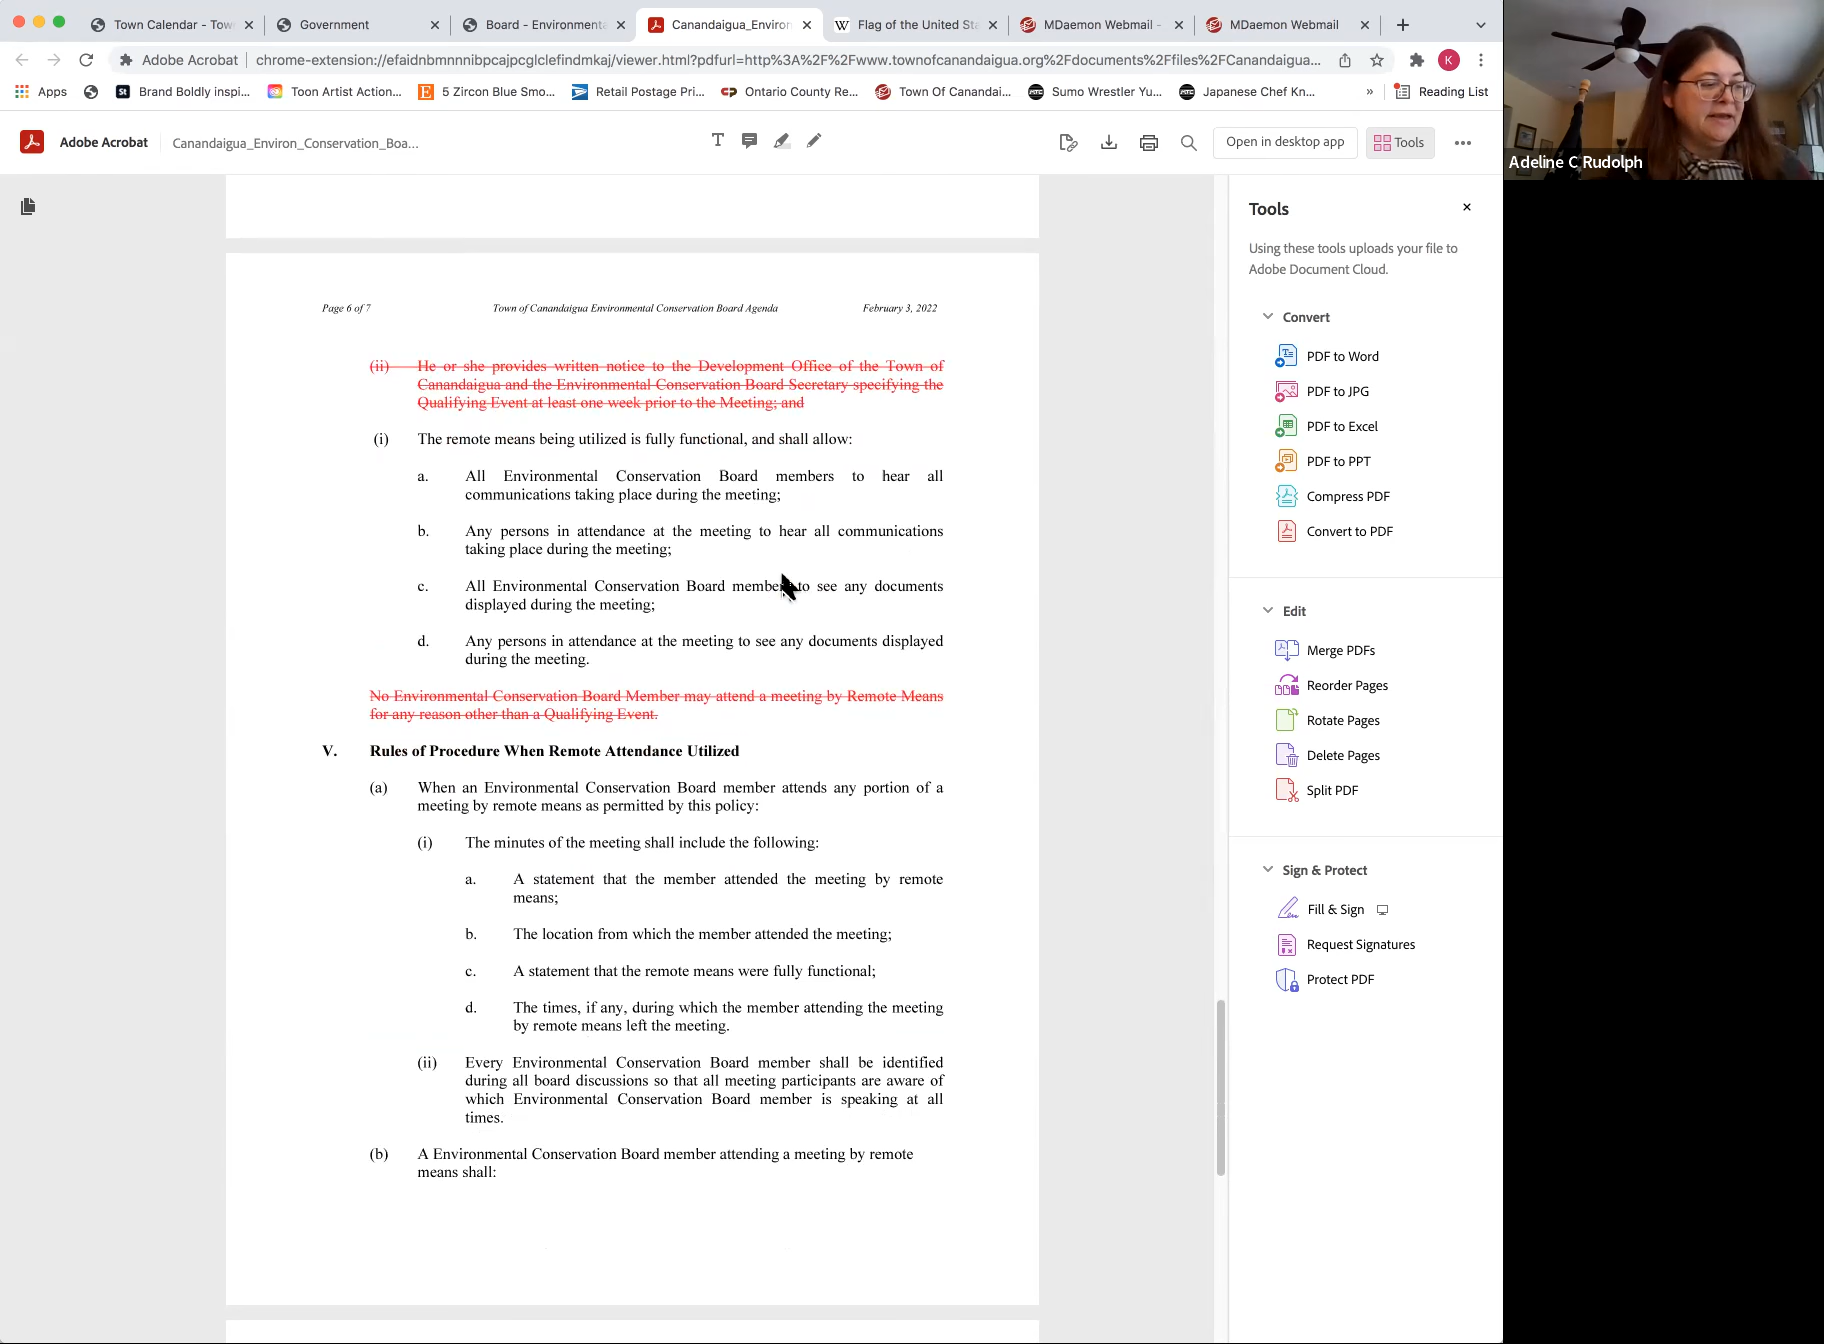 Town Calendar - Tow
Government
Board - Environmenta
Canandaigua_Environ
Flag of the United Sta
MDaemon Webmail -
MDaemon Webmail
Adobe Acrobat
chrome-extension://efaidnbmnnnibpcajpcglclefindmkaj/viewer.html?pdfurl=http%3A%2F%2Fwww.townofcanandaigua.org%2Fdocuments%2Ffiles%2FCanandaigua...
K
Apps
Brand Boldly inspi...
Toon Artist Action...
5 Zircon Blue Smo...
Retail Postage Pri...
Ontario County Re...
Town Of Canandai...
Sumo Wrestler Yu...
Japanese Chef Kn...
»
Reading List
Adobe Acrobat
Canandaigua_Environ_Conservation_Boa...
Open in desktop app
Tools
Adeline C Rudolph
Page 6 of 7 Town of Canandaigua Environmental Conservation Board Agenda February 3, 2022
(ii) He or she provides written notice to the Development Office of the Town of
Canandaigua and the Environmental Conservation Board Secretary specifying the
Qualifying Event at least one week prior to the Meeting; and
(i) The remote means being utilized is fully functional, and shall allow:
a. All Environmental Conservation Board members to hear all
communications taking place during the meeting;
b. Any persons in attendance at the meeting to hear all communications
taking place during the meeting;
c. All Environmental Conservation Board members to see any documents
displayed during the meeting;
d. Any persons in attendance at the meeting to see any documents displayed
during the meeting.
No Environmental Conservation Board Member may attend a meeting by Remote Means
for any reason other than a Qualifying Event.
V. Rules of Procedure When Remote Attendance Utilized
(a) When an Environmental Conservation Board member attends any portion of a
meeting by remote means as permitted by this policy:
(i) The minutes of the meeting shall include the following:
a. A statement that the member attended the meeting by remote
means;
b. The location from which the member attended the meeting;
c. A statement that the remote means were fully functional;
d. The times, if any, during which the member attending the meeting
by remote means left the meeting.
(ii) Every Environmental Conservation Board member shall be identified
during all board discussions so that all meeting participants are aware of
which Environmental Conservation Board member is speaking at all
times.
(b) A Environmental Conservation Board member attending a meeting by remote
means shall:
Tools
Using these tools uploads your file to
Adobe Document Cloud.
Convert
PDF to Word
PDF to JPG
PDF to Excel
PDF to PPT
Compress PDF
Convert to PDF
Edit
Merge PDFs
Reorder Pages
Rotate Pages
Delete Pages
Split PDF
Sign & Protect
Fill & Sign
Request Signatures
Protect PDF